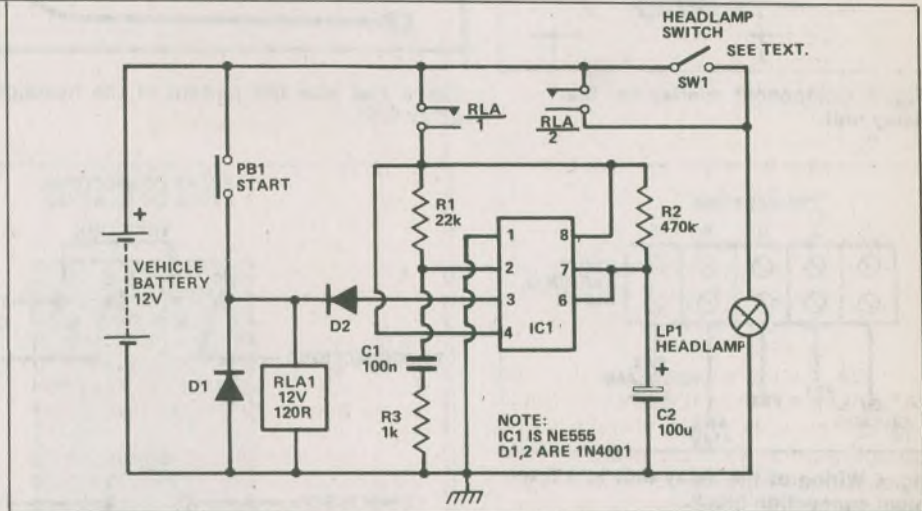 HEADLAMP
SWITCH
SEE TEXT.
SW1
RLA
1
RLA
2
PB1
START
R1
22k
R2
470k
1
8
2
7
3
6
4
IC1
+
VEHICLE
BATTERY
12V
D2
D1
RLA1
12V
120R
C1
100n
R3
1k
LP1
HEADLAMP
+
C2
100u
NOTE:
IC1 IS NE555
D1,2 ARE 1N4001